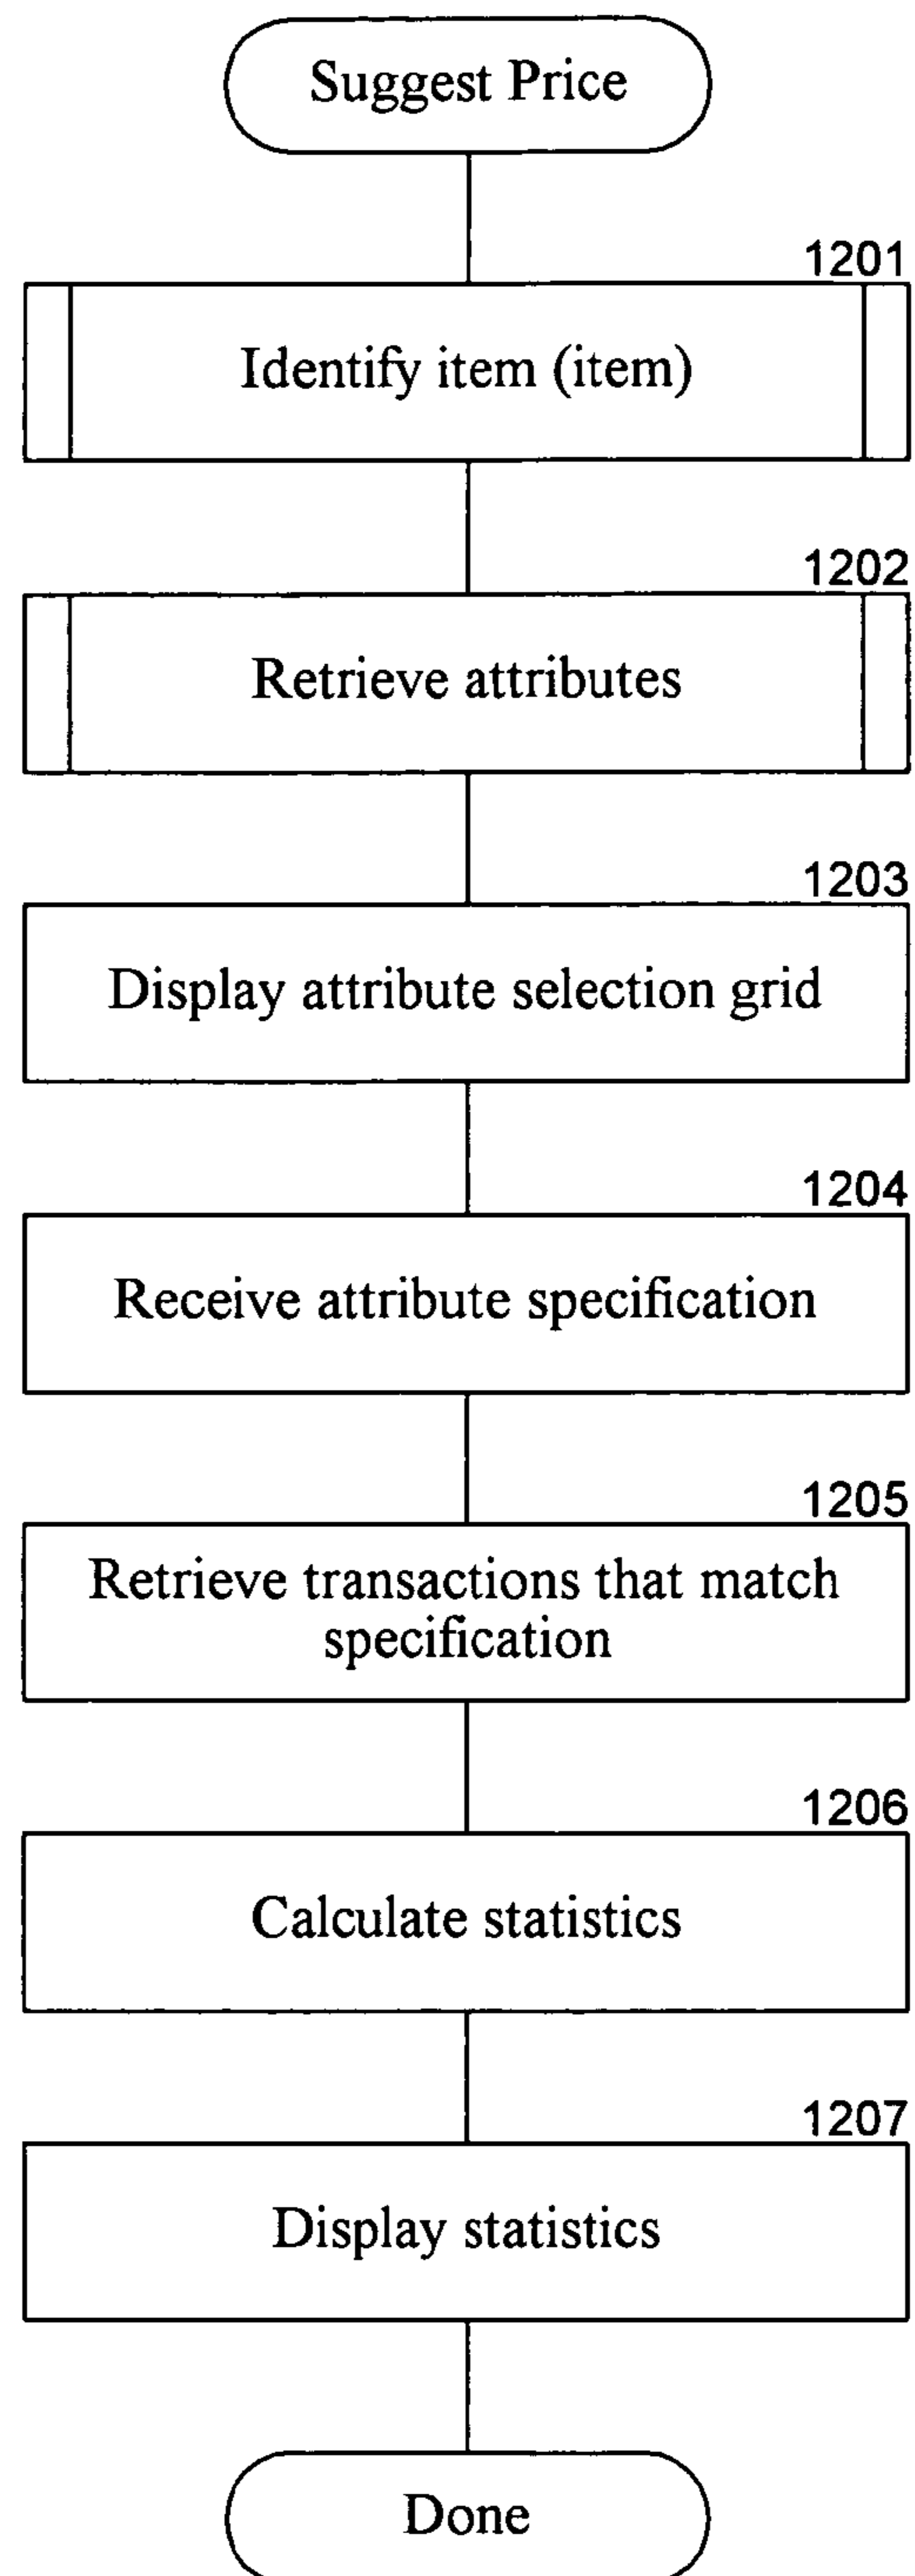 Suggest Price
1201
Identify item (item)
1202
Retrieve attributes
1203
Display attribute selection grid
1204
Receive attribute specification
1205
Retrieve transactions that match
specification
1206
Calculate statistics
1207
Display statistics
Done